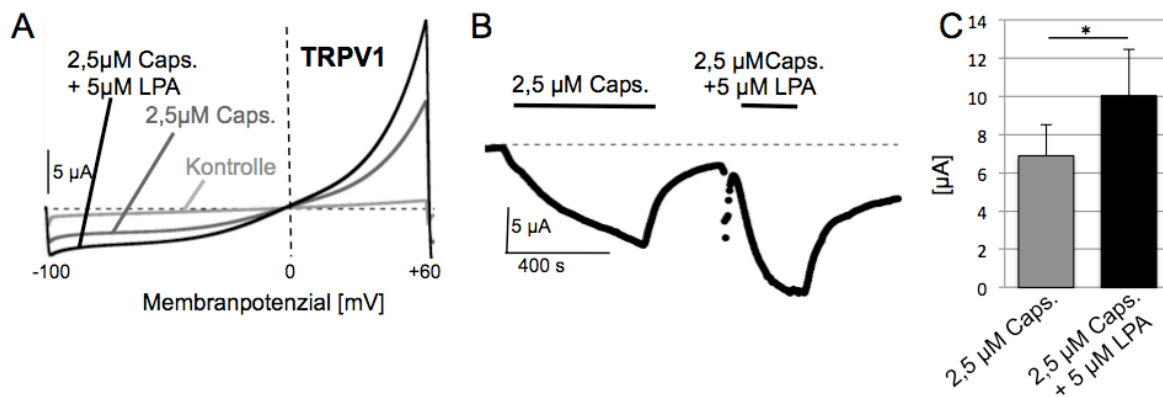 A
TRPV1
2,5µM Caps.
+ 5µM LPA
2,5µM Caps.
Kontrolle
5 µA
-100
0
+60
Membranpotenzial [mV]
B
2,5 µM Caps.
2,5 µMCaps.
+5 µM LPA
5 µA
400 s
C
[µA]
14
12
10
8
6
4
2
0
*
2,5 µM Caps.
2,5 µM Caps.
+ 5 µM LPA